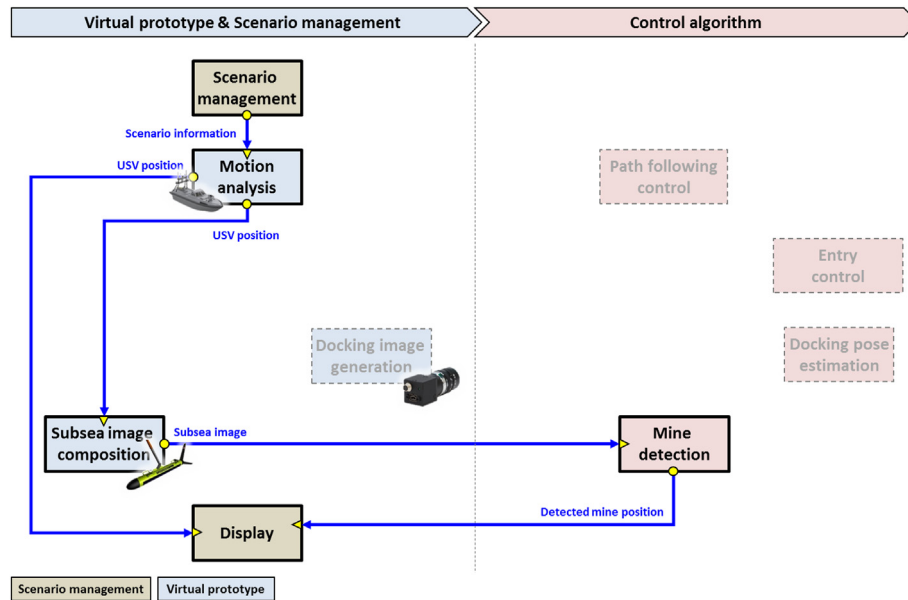 Virtual prototype & Scenario management
Control algorithm
Scenario
management
Scenario information
USV position
Motion
analysis
Path following
control
USV position
Entry
control
Docking image
generation
Docking pose
estimation
Subsea image
composition
Subsea image
Mine
detection
Detected mine position
Display
Scenario management
Virtual prototype